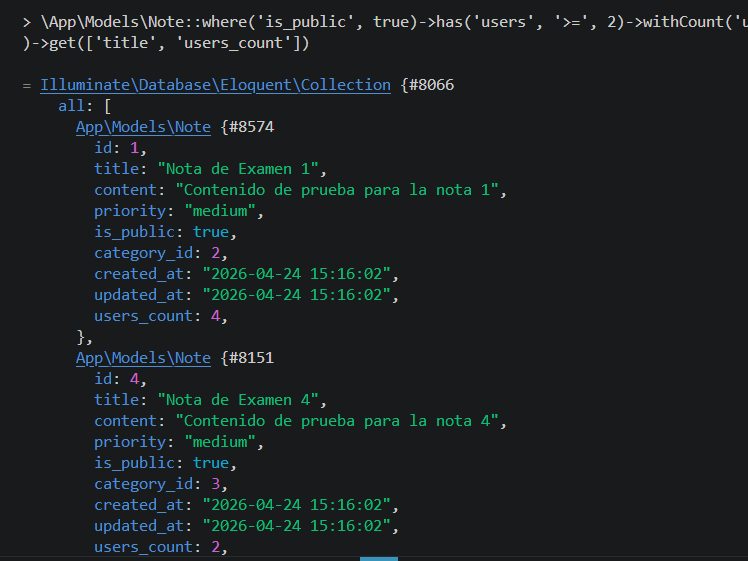 > \App\Models\Note::where('is_public', true)->has('users', '>=', 2)->withCount('u
)->get(['title', 'users_count'])
= Illuminate\Database\Eloquent\Collection {#8066
all: [
App\Models\Note {#8574
id: 1,
title: "Nota de Examen 1",
content: "Contenido de prueba para la nota 1",
priority: "medium",
is_public: true,
category_id: 2,
created_at: "2026-04-24 15:16:02",
updated_at: "2026-04-24 15:16:02",
users_count: 4,
},
App\Models\Note {#8151
id: 4,
title: "Nota de Examen 4",
content: "Contenido de prueba para la nota 4",
priority: "medium",
is_public: true,
category_id: 3,
created_at: "2026-04-24 15:16:02",
updated_at: "2026-04-24 15:16:02",
users_count: 2,